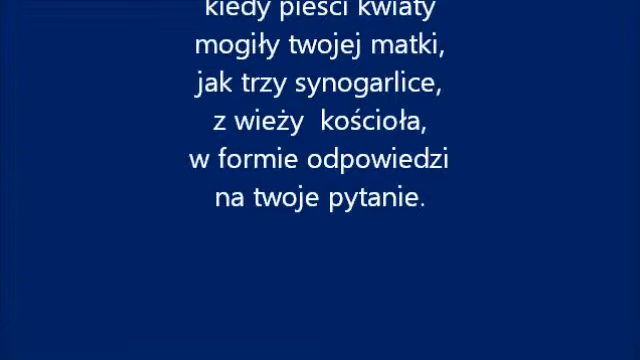 kiedy pieści kwiaty
mogiły twojej matki,
jak trzy synogarlice,
z wieży kościoła,
w formie odpowiedzi
na twoje pytanie.